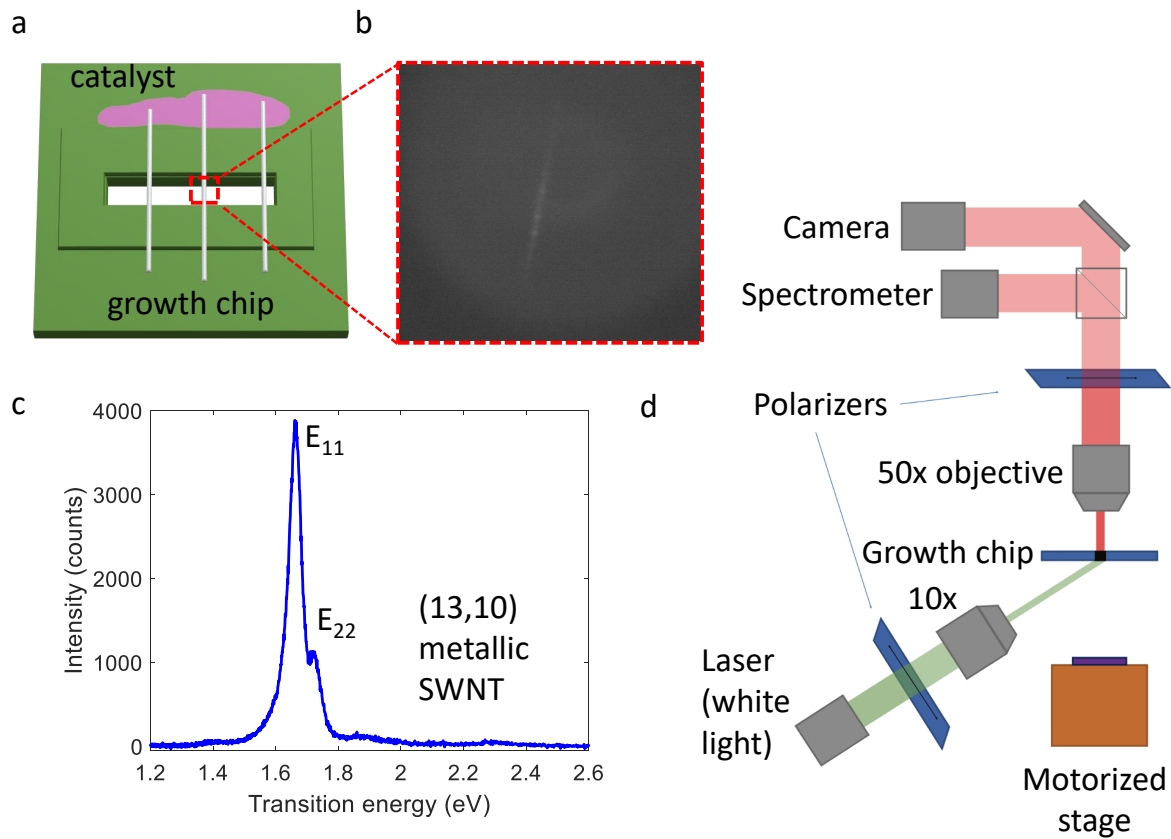 a
catalyst
growth chip
b
c
Intensity (counts)
4000
3000
2000
1000
0
E11
E22
(13,10)
metallic
SWNT
1.2 1.4 1.6 1.8 2 2.2 2.4 2.6
Transition energy (eV)
d
Camera
Spectrometer
Polarizers
50x objective
Growth chip
10x
Laser
(white
light)
Motorized
stage